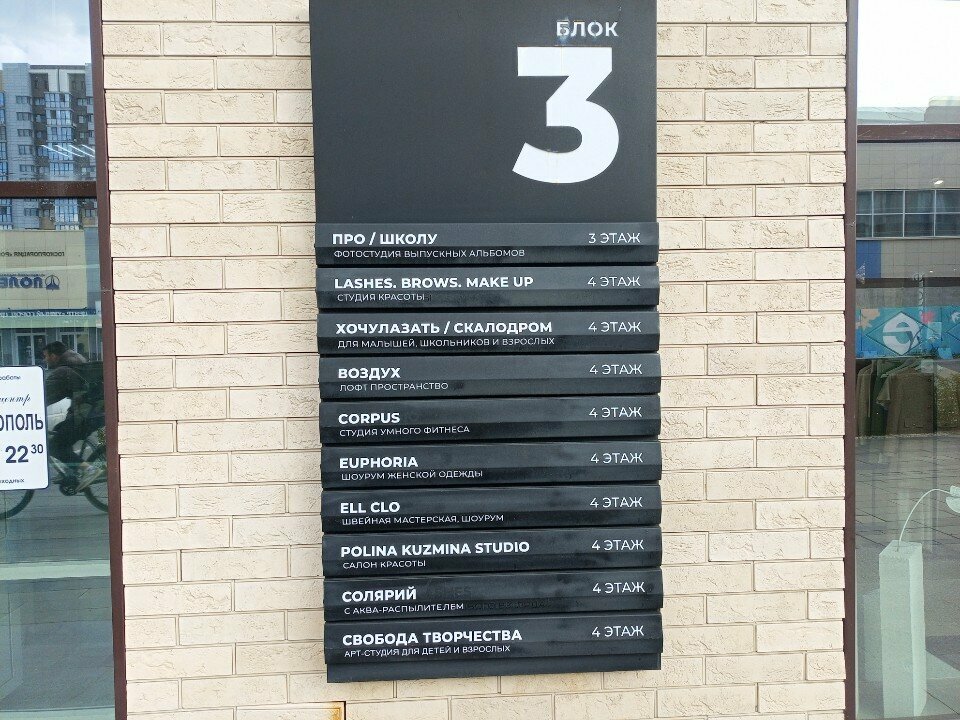 БЛОК
3
ПРО / ШКОЛУ
3 ЭТАЖ
ФОТОСТУДИЯ ВЫПУСКНЫХ АЛЬБОМОВ
LASHES. BROWS. MAKE UP
4 ЭТАЖ
СТУДИЯ КРАСОТЫ
ХОЧУЛАЗАТЬ / СКАЛОДРОМ
4 ЭТАЖ
ДЛЯ МАЛЫШЕЙ, ШКОЛЬНИКОВ И ВЗРОСЛЫХ
ВОЗДУХ
4 ЭТАЖ
ЛОФТ ПРОСТРАНСТВО
CORPUS
4 ЭТАЖ
СТУДИЯ УМНОГО ФИТНЕСА
EUPHORIA
4 ЭТАЖ
ШОУРУМ ЖЕНСКОЙ ОДЕЖДЫ
ELL CLO
4 ЭТАЖ
ШВЕЙНАЯ МАСТЕРСКАЯ, ШОУРУМ
POLINA KUZMINA STUDIO
4 ЭТАЖ
САЛОН КРАСОТЫ
СОЛЯРИЙ
4 ЭТАЖ
С АКВА-РАСПЫЛИТЕЛЕМ
СВОБОДА ТВОРЧЕСТВА
4 ЭТАЖ
АРТ-СТУДИЯ ДЛЯ ДЕТЕЙ И ВЗРОСЛЫХ
ОПОЛЬ
22 30